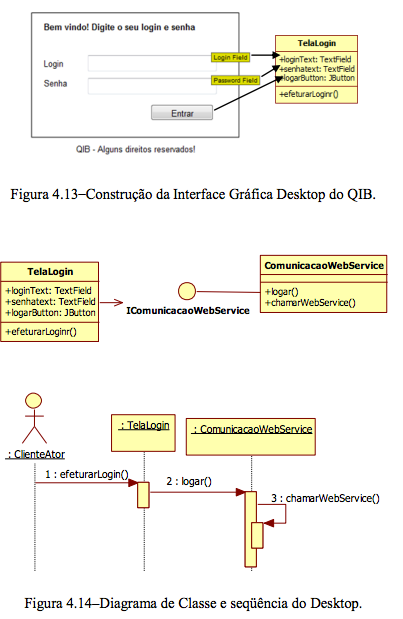 Bem vindo! Digite o seu login e senha
Login
Login Field
Senha
Password Field
Entrar
QIB - Alguns direitos reservados!
TelaLogin
+loginText: TextField
+senhatext: TextField
+logarButton: JButton
+efeturarLoginr()
Figura 4.13–Construção da Interface Gráfica Desktop do QIB.
TelaLogin
+loginText: TextField
+senhatext: TextField
+logarButton: JButton
+efeturarLoginr()
IComunicacaoWebService
ComunicacaoWebService
+logar()
+chamarWebService()
: ClienteAtor
: TelaLogin
: ComunicacaoWebService
1 : efeturarLogin()
2 : logar()
3 : chamarWebService()
Figura 4.14–Diagrama de Classe e seqüência do Desktop.